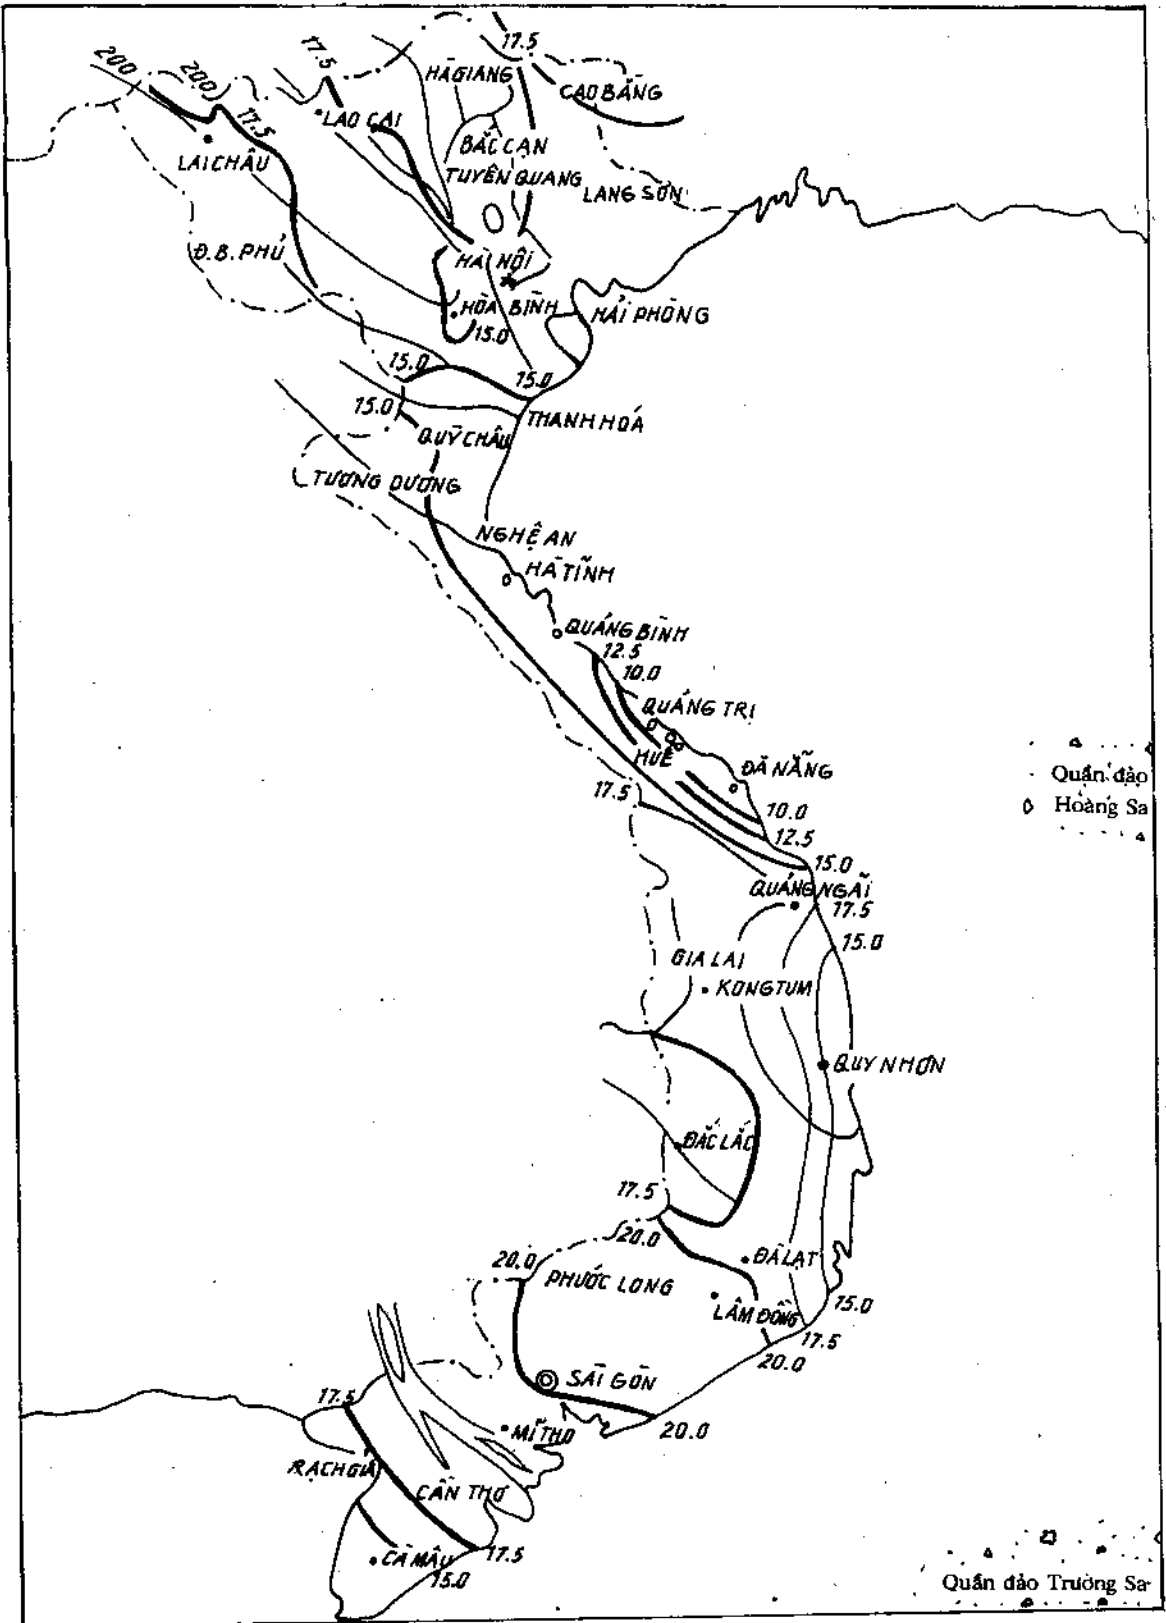 17.5
17.5
200
200
HÀ GIANG
CAO BẰNG
17.5
LAO CAI
LAI CHÂU
BẮC CẠN
TUYÊN QUANG
LANG SƠN
Đ.B. PHỦ
HÀ NỘI
HÒA BÌNH
HẢI PHÒNG
15.0
15.0
15.0
15.0
THANH HÓA
QUỲ CHÂU
TƯƠNG DƯƠNG
NGHỆ AN
HÀ TĨNH
QUẢNG BÌNH
12.5
10.0
QUẢNG TRỊ
HUẾ
ĐÀ NẴNG
Quần đảo
Hoàng Sa
17.5
10.0
12.5
15.0
QUẢNG NGÃI
17.5
15.0
GIA LAI
KONGTUM
QUY NHƠN
ĐẮC LẮC
17.5
20.0
20.0
ĐÀ LẠT
PHƯỚC LONG
LÂM ĐỒNG
15.0
17.5
20.0
SÀI GÒN
17.5
20.0
MĨ THO
RẠCH GIÁ
CẦN THƠ
CÀ MÂU
17.5
15.0
Quần đảo Trường Sa